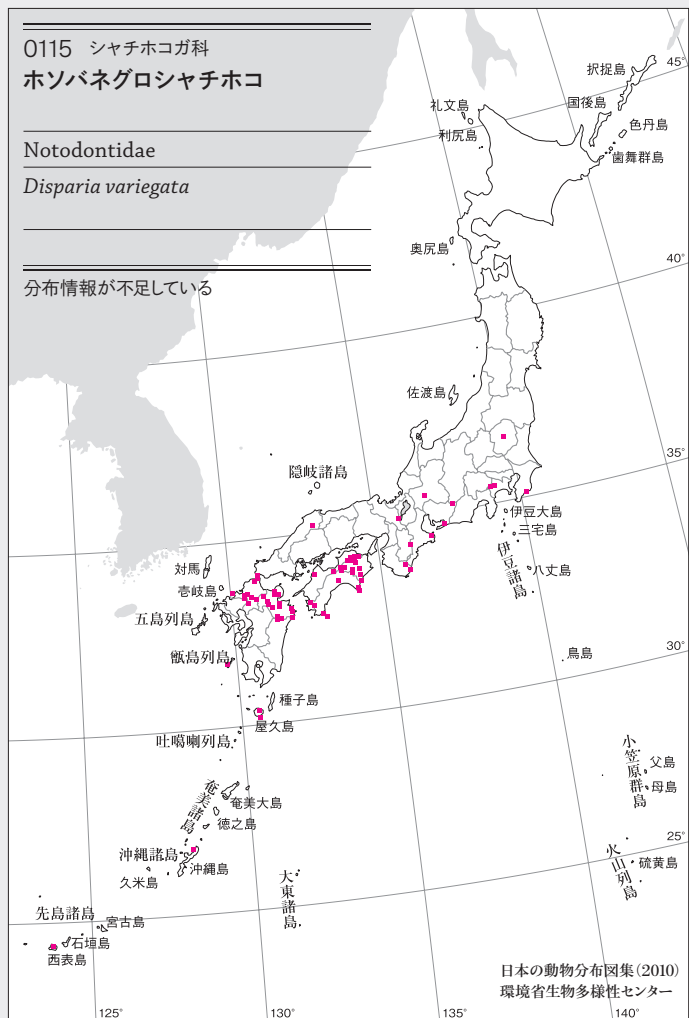 0115 シャチホコガ科
ホソバネグロシャチホコ
Notodontidae
Disparia variegata
分布情報が不足している
択捉島
45°
国後島
礼文島
色丹島
利尻島
歯舞群島
奥尻島
40°
佐渡島
35°
隠岐諸島
伊豆大島
三宅島
伊豆諸島
八丈島
対馬
壱岐島
五島列島
甑島列島
鳥島
30°
種子島
屋久島
吐噶喇列島
小笠原群島
父島
母島
奄美諸島
奄美大島
徳之島
25°
沖縄諸島
沖縄島
久米島
大東諸島
火山列島
硫黄島
先島諸島
宮古島
石垣島
西表島
日本の動物分布図集(2010)
環境省生物多様性センター
125°
130°
135°
140°